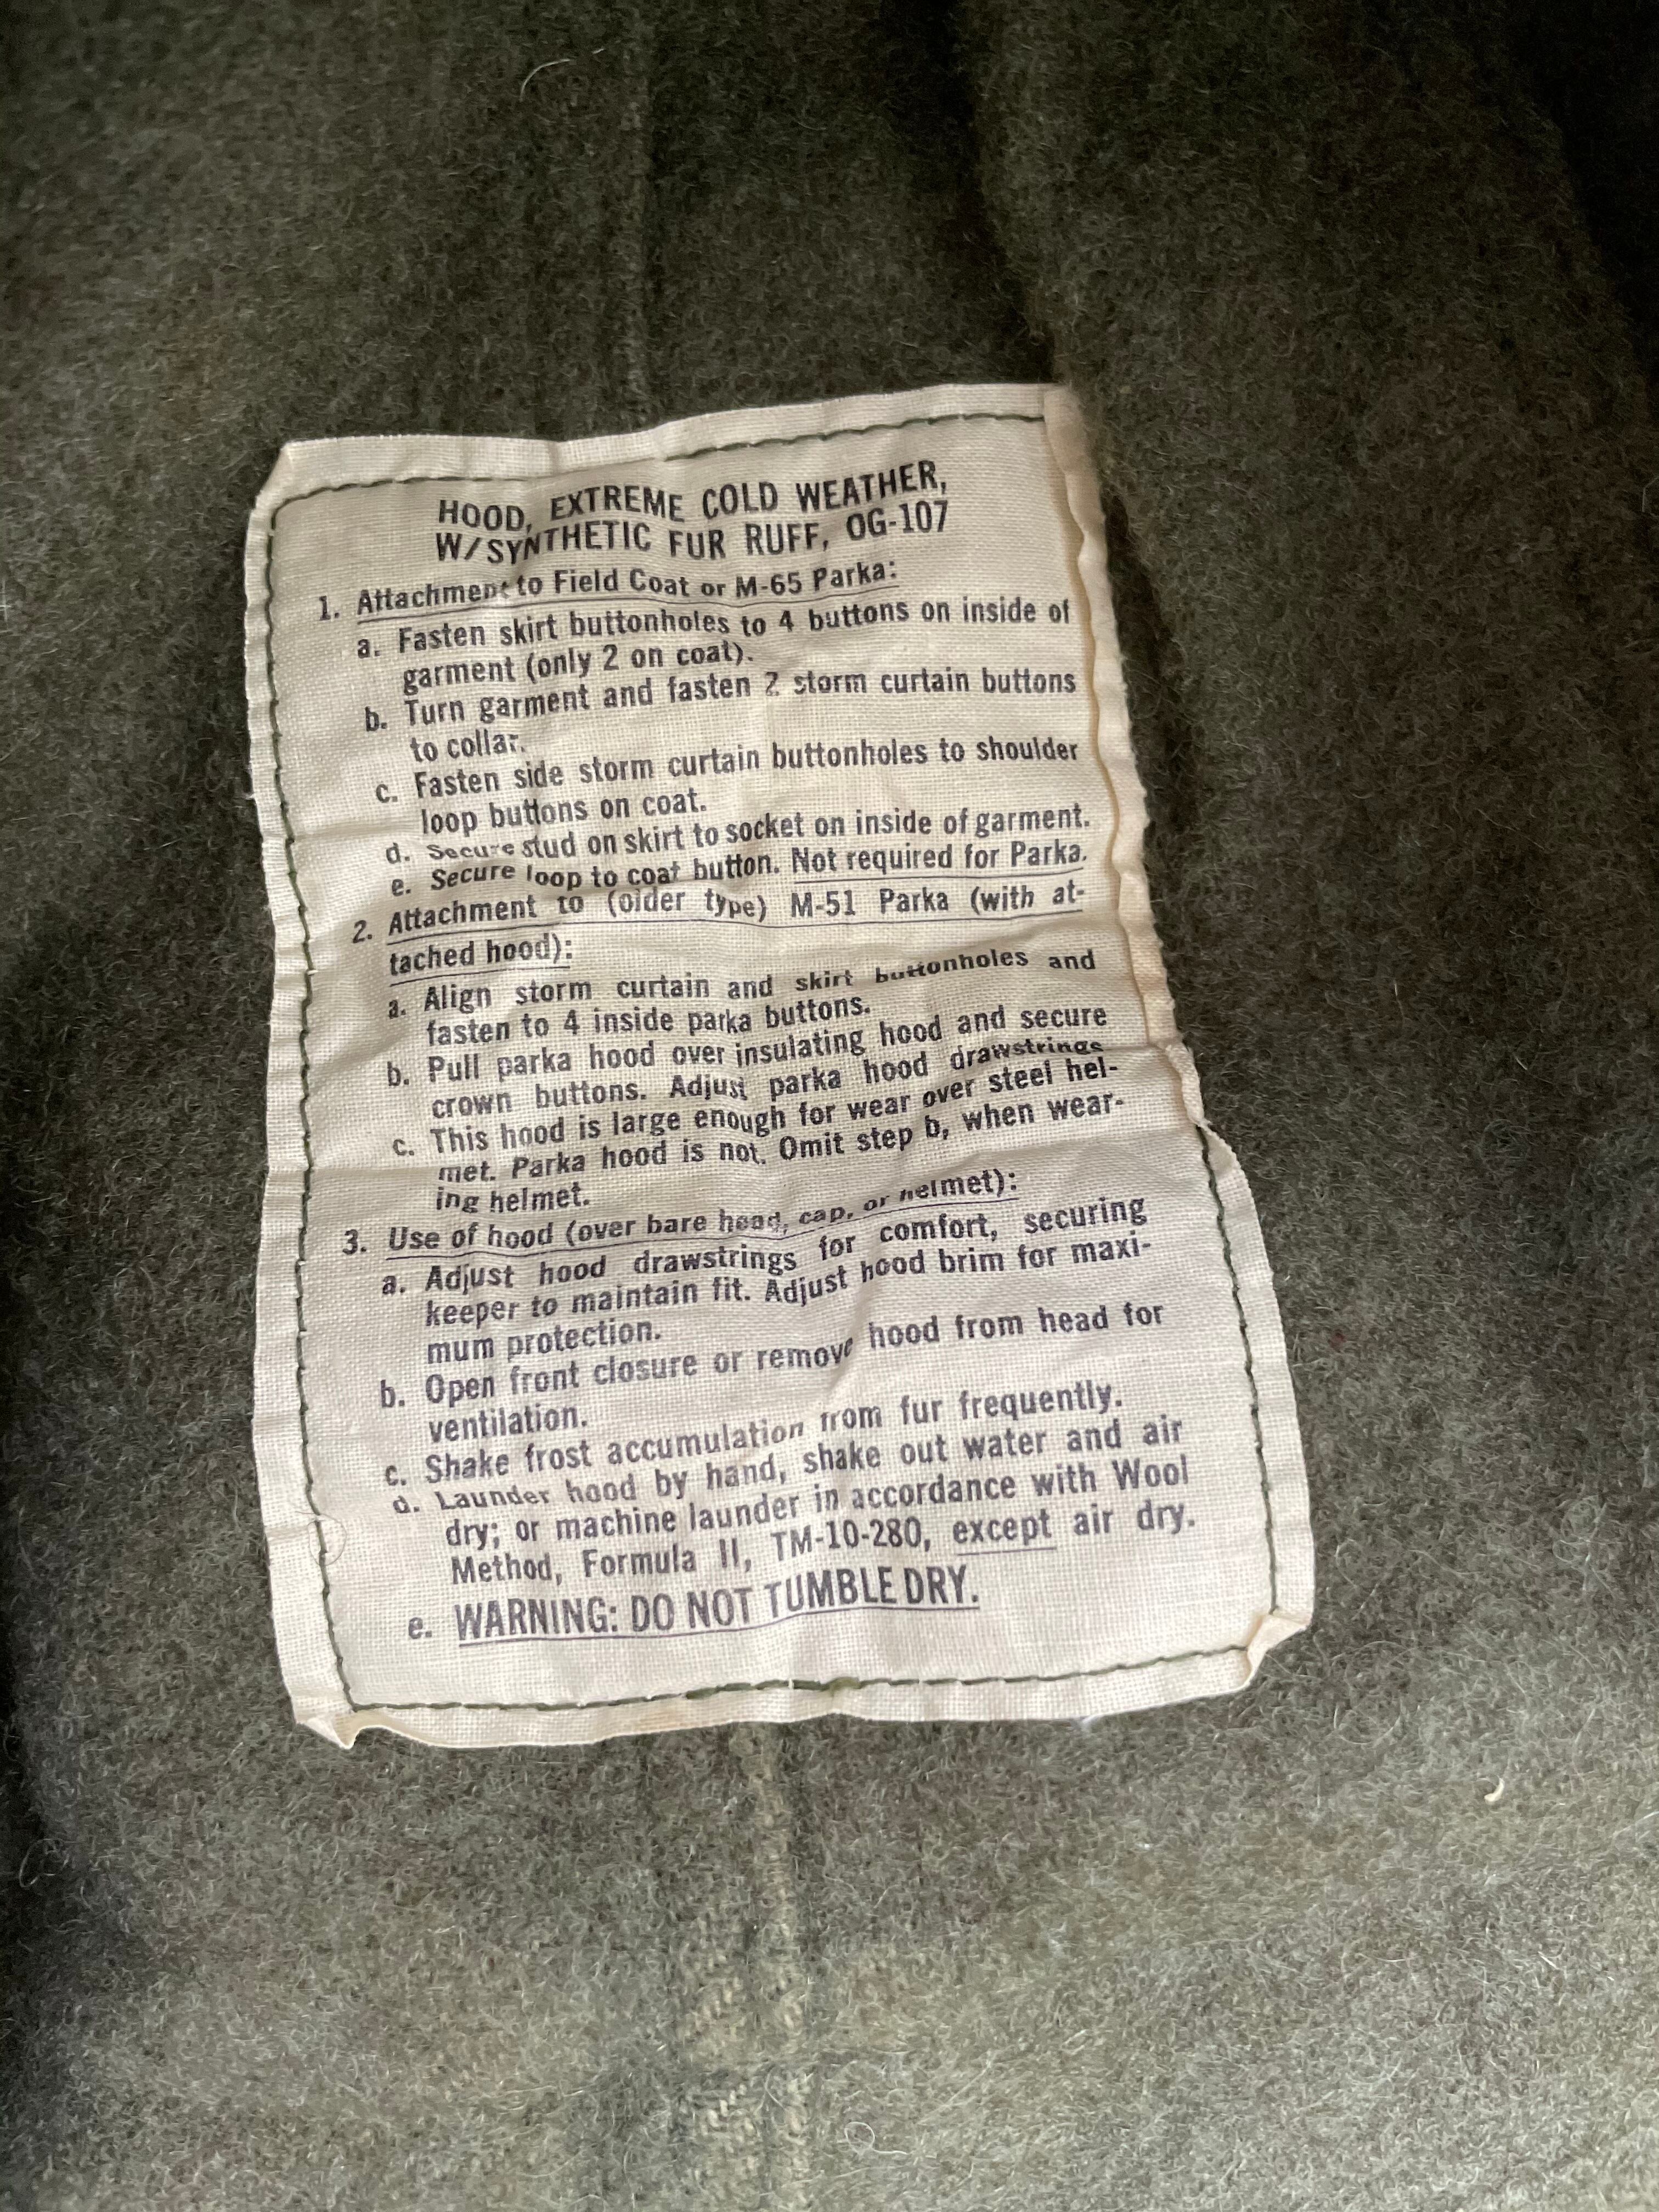 HOOD, EXTREME COLD WEATHER,
W/SYNTHETIC FUR RUFF, OG-107
1. Attachment to Field Coat or M-65 Parka:
a. Fasten skirt buttonholes to 4 buttons on inside of
garment (only 2 on coat).
b. Turn garment and fasten 2 storm curtain buttons
to collar.
c. Fasten side storm curtain buttonholes to shoulder
loop buttons on coat.
d. Secure stud on skirt to socket on inside of garment.
e. Secure loop to coat button. Not required for Parka.
2. Attachment to (older type) M-51 Parka (with at-
tached hood):
a. Align storm curtain and skirt buttonholes and
fasten to 4 inside parka buttons.
b. Pull parka hood over insulating hood and secure
crown buttons. Adjust parka hood drawstrings
c. This hood is large enough for wear over steel hel-
met. Parka hood is not. Omit step b, when wear-
ing helmet.
3. Use of hood (over bare head, cap, or helmet):
a. Adjust hood drawstrings for comfort, securing
keeper to maintain fit. Adjust hood brim for maxi-
mum protection.
b. Open front closure or remove hood from head for
ventilation.
c. Shake frost accumulation from fur frequently.
d. Launder hood by hand, shake out water and air
dry; or machine launder in accordance with Wool
Method, Formula II, TM-10-280, except air dry.
e. WARNING: DO NOT TUMBLE DRY.